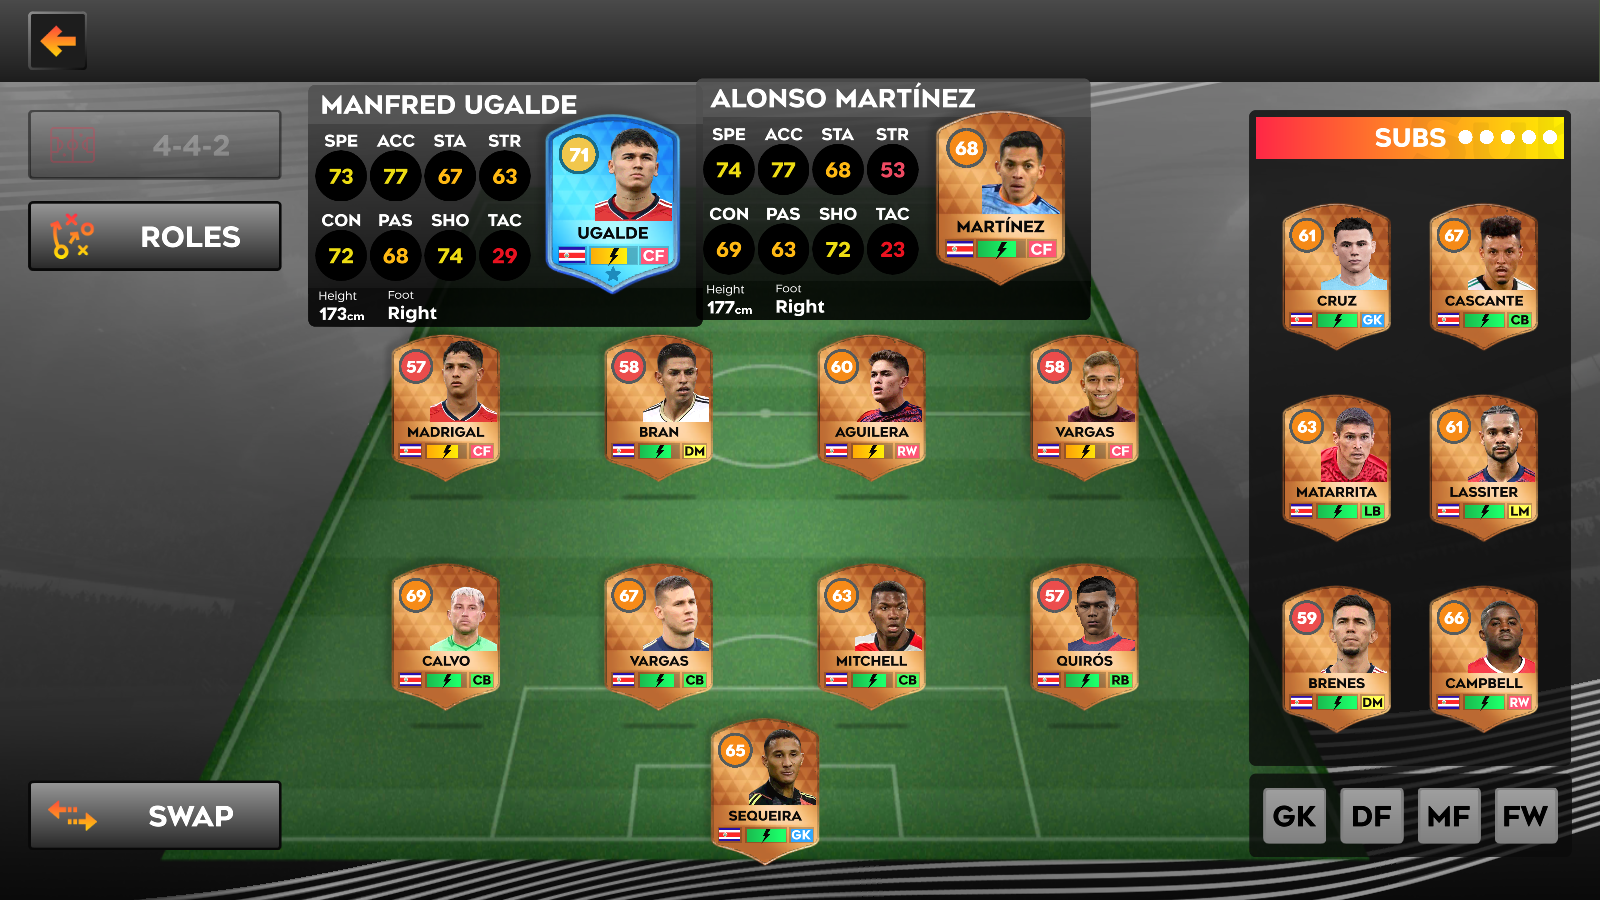 4-4-2
ROLES
SWAP
MANFRED UGALDE
SPE ACC STA STR
73 77 67 63
CON PAS SHO TAC
72 68 74 29
Height Foot
173cm Right
71
UGALDE
CF
ALONSO MARTÍNEZ
SPE ACC STA STR
74 77 68 53
CON PAS SHO TAC
69 63 72 23
Height Foot
177cm Right
68
MARTÍNEZ
CF
57
MADRIGAL
CF
58
BRAN
DM
60
AGUILERA
RW
58
VARGAS
CF
69
CALVO
CB
67
VARGAS
CB
63
MITCHELL
CB
57
QUIRÓS
RB
65
SEQUEIRA
GK
SUBS
61
CRUZ
GK
67
CASCANTE
CB
63
MATARRITA
LB
61
LASSITER
LM
59
BRENES
DM
66
CAMPBELL
RW
GK DF MF FW